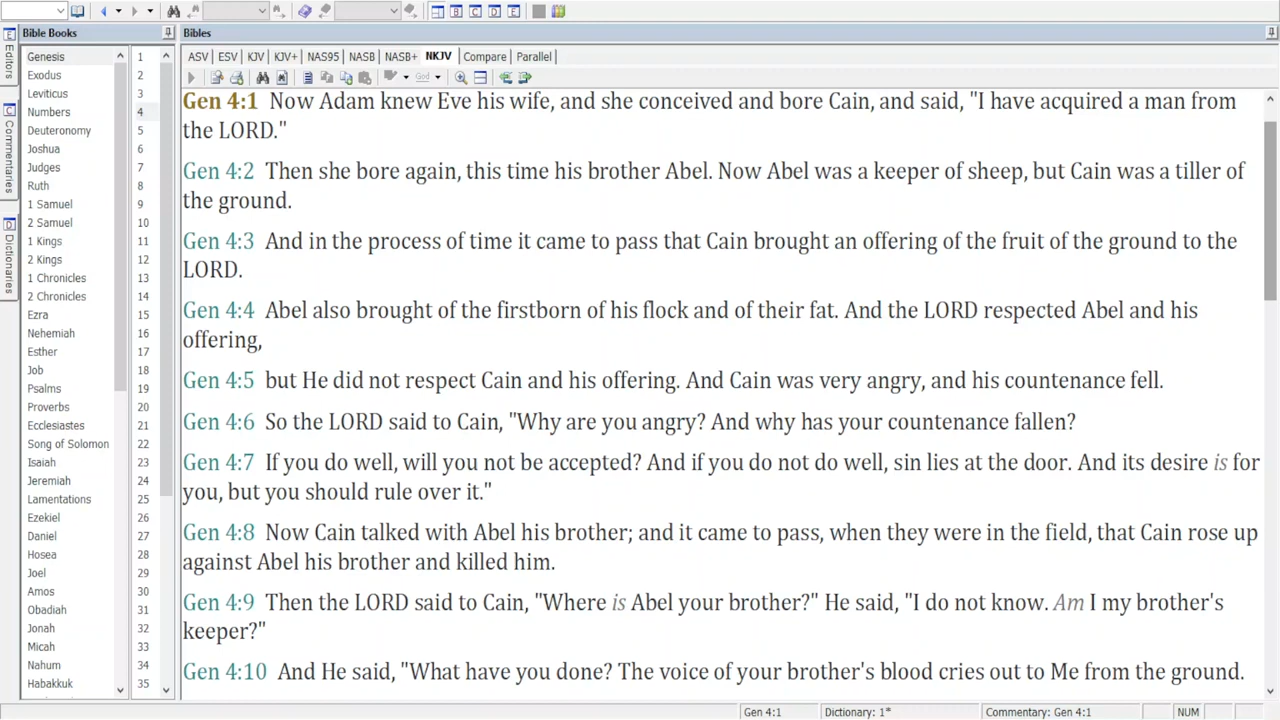 B C D E
Bible Books
Bibles
Editors
Commentaries
Dictionaries
ASV ESV KJV KJV+ NAS95 NASB NASB+ NKJV Compare Parallel
God
Genesis
Exodus
Leviticus
Numbers
Deuteronomy
Joshua
Judges
Ruth
1 Samuel
2 Samuel
1 Kings
2 Kings
1 Chronicles
2 Chronicles
Ezra
Nehemiah
Esther
Job
Psalms
Proverbs
Ecclesiastes
Song of Solomon
Isaiah
Jeremiah
Lamentations
Ezekiel
Daniel
Hosea
Joel
Amos
Obadiah
Jonah
Micah
Nahum
Habakkuk
1
2
3
4
5
6
7
8
9
10
11
12
13
14
15
16
17
18
19
20
21
22
23
24
25
26
27
28
29
30
31
32
33
34
35
Gen 4:1 Now Adam knew Eve his wife, and she conceived and bore Cain, and said, "I have acquired a man from
the LORD."
Gen 4:2 Then she bore again, this time his brother Abel. Now Abel was a keeper of sheep, but Cain was a tiller of
the ground.
Gen 4:3 And in the process of time it came to pass that Cain brought an offering of the fruit of the ground to the
LORD.
Gen 4:4 Abel also brought of the firstborn of his flock and of their fat. And the LORD respected Abel and his
offering,
Gen 4:5 but He did not respect Cain and his offering. And Cain was very angry, and his countenance fell.
Gen 4:6 So the LORD said to Cain, "Why are you angry? And why has your countenance fallen?
Gen 4:7 If you do well, will you not be accepted? And if you do not do well, sin lies at the door. And its desire is for
you, but you should rule over it."
Gen 4:8 Now Cain talked with Abel his brother; and it came to pass, when they were in the field, that Cain rose up
against Abel his brother and killed him.
Gen 4:9 Then the LORD said to Cain, "Where is Abel your brother?" He said, "I do not know. Am I my brother's
keeper?"
Gen 4:10 And He said, "What have you done? The voice of your brother's blood cries out to Me from the ground.
Gen 4:1 Dictionary: 1* Commentary: Gen 4:1 NUM